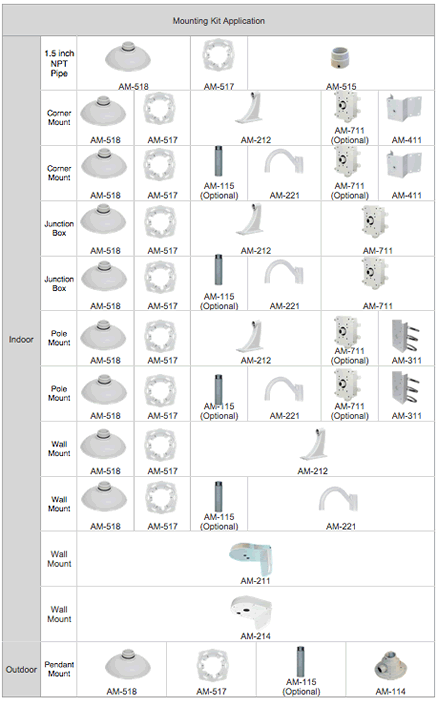 Mounting Kit Application
Indoor
1.5 inch
NPT
Pipe
AM-518 AM-517 AM-515
Corner
Mount
AM-518 AM-517 AM-212 AM-711
(Optional) AM-411
Corner
Mount
AM-518 AM-517 AM-115
(Optional) AM-221 AM-711
(Optional) AM-411
Junction
Box
AM-518 AM-517 AM-212 AM-711
Junction
Box
AM-518 AM-517 AM-115
(Optional) AM-221 AM-711
Pole
Mount
AM-518 AM-517 AM-212 AM-711
(Optional) AM-311
Pole
Mount
AM-518 AM-517 AM-115
(Optional) AM-221 AM-711
(Optional) AM-311
Wall
Mount
AM-518 AM-517 AM-212
Wall
Mount
AM-518 AM-517 AM-115
(Optional) AM-221
Wall
Mount
AM-211
Wall
Mount
AM-214
Outdoor
Pendant
Mount
AM-518 AM-517 AM-115
(Optional) AM-114